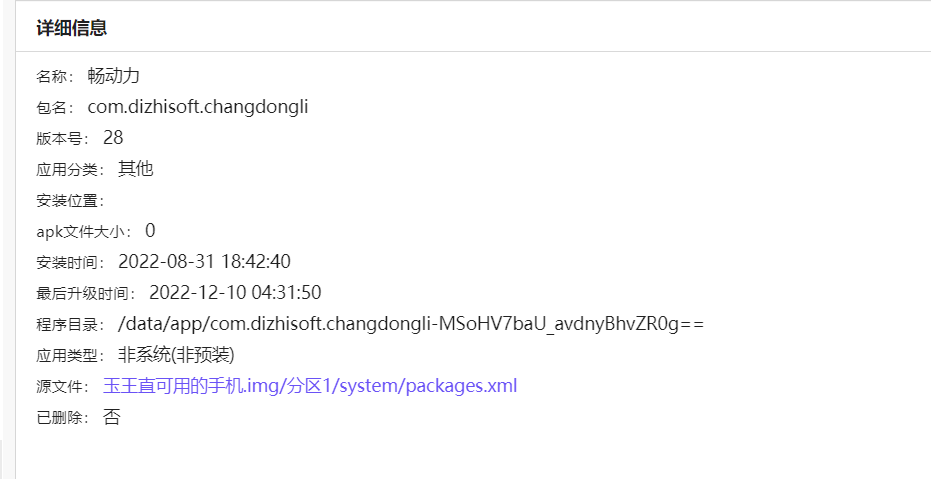 详细信息
名称： 畅动力
包名： com.dizhisoft.changdongli
版本号： 28
应用分类： 其他
安装位置：
apk文件大小： 0
安装时间： 2022-08-31 18:42:40
最后升级时间： 2022-12-10 04:31:50
程序目录： /data/app/com.dizhisoft.changdongli-MSoHV7baU_avdnyBhvZR0g==
应用类型： 非系统(非预装)
源文件： 玉王直可用的手机.img/分区1/system/packages.xml
已删除： 否